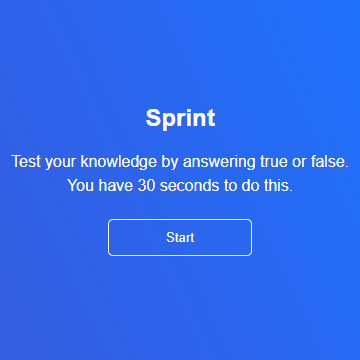 Sprint
Test your knowledge by answering true or false.
You have 30 seconds to do this.
Start